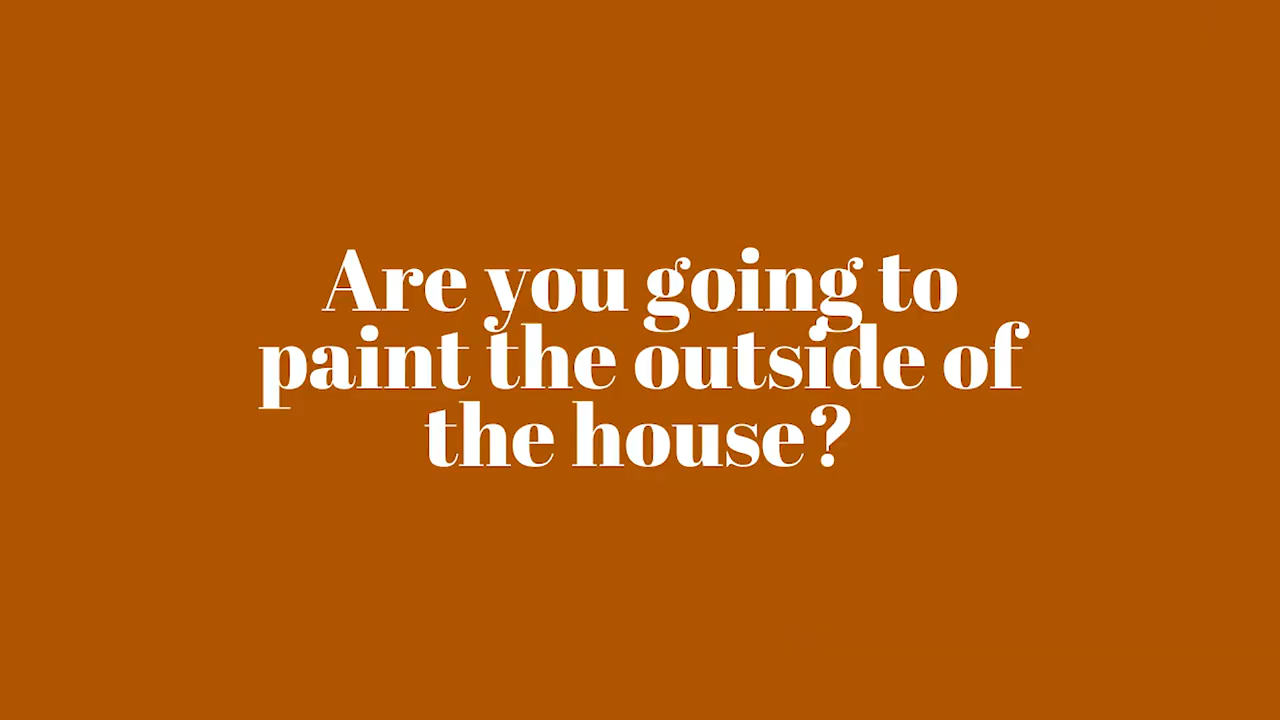 Are you going to
paint the outside of
the house?